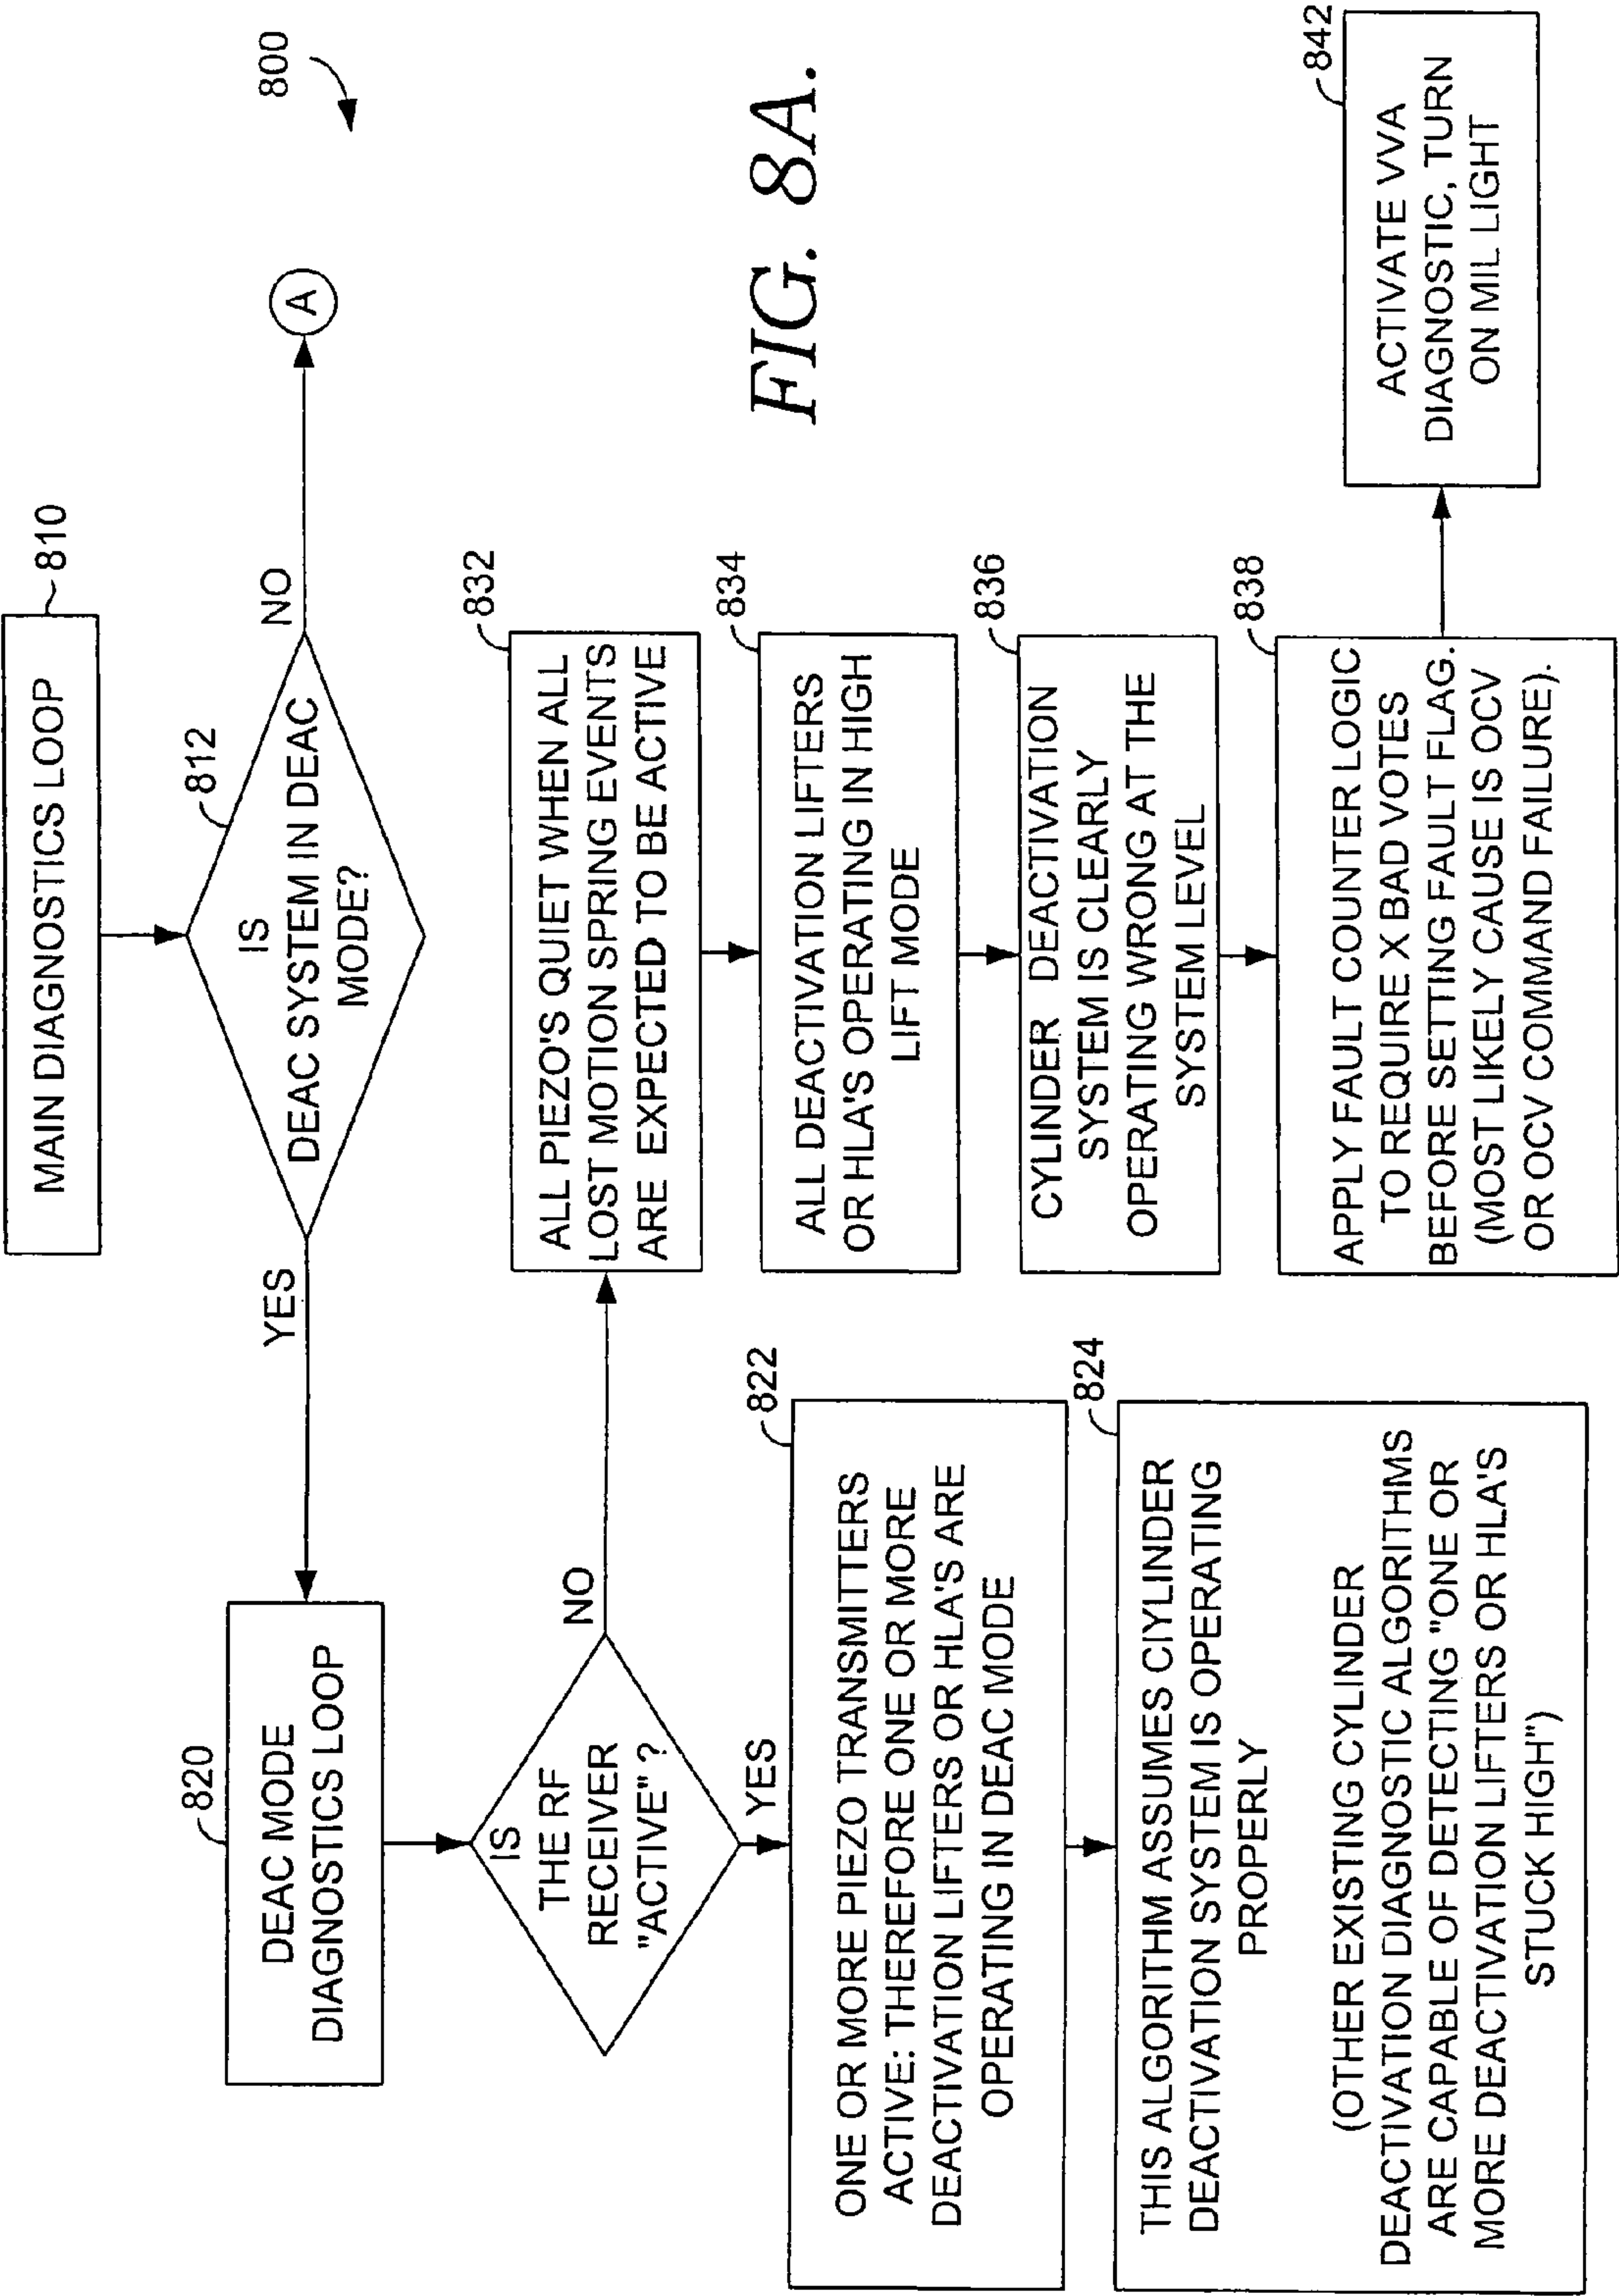 800
MAIN DIAGNOSTICS LOOP
810
IS
DEAC SYSTEM IN DEAC
MODE?
812
NO
A
YES
820
DEAC MODE
DIAGNOSTICS LOOP
IS
THE RF
RECEIVER
"ACTIVE" ?
NO
YES
822
ONE OR MORE PIEZO TRANSMITTERS
ACTIVE: THEREFORE ONE OR MORE
DEACTIVATION LIFTERS OR HLA'S ARE
OPERATING IN DEAC MODE
824
THIS ALGORITHM ASSUMES CIYLINDER
DEACTIVATION SYSTEM IS OPERATING
PROPERLY
(OTHER EXISTING CYLINDER
DEACTIVATION DIAGNOSTIC ALGORITHMS
ARE CAPABLE OF DETECTING "ONE OR
MORE DEACTIVATION LIFTERS OR HLA'S
STUCK HIGH")
832
ALL PIEZO'S QUIET WHEN ALL
LOST MOTION SPRING EVENTS
ARE EXPECTED TO BE ACTIVE
834
ALL DEACTIVATION LIFTERS
OR HLA'S OPERATING IN HIGH
LIFT MODE
836
CYLINDER DEACTIVATION
SYSTEM IS CLEARLY
OPERATING WRONG AT THE
SYSTEM LEVEL
838
APPLY FAULT COUNTER LOGIC
TO REQUIRE X BAD VOTES
BEFORE SETTING FAULT FLAG.
(MOST LIKELY CAUSE IS OCV
OR OCV COMMAND FAILURE).
842
ACTIVATE VVA
DIAGNOSTIC, TURN
ON MIL LIGHT
FIG. 8A.